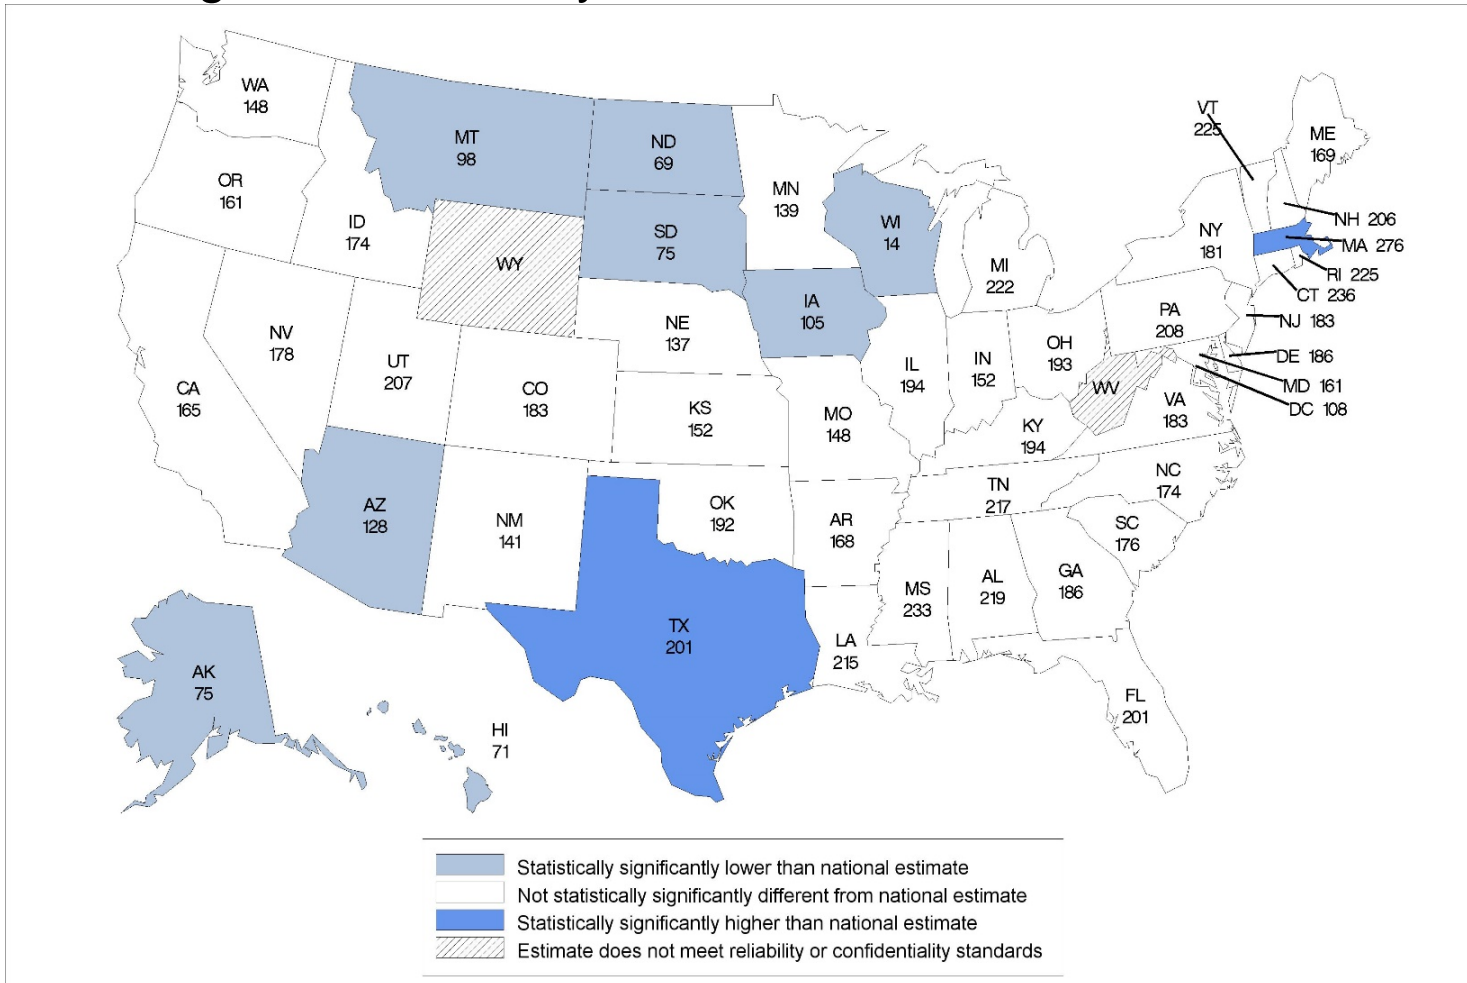 WA
148
MT
98
ND
69
MN
139
VT
225
ME
169
OR
161
ID
174
WY
SD
75
WI
14
MI
222
NY
181
NH 206
MA 276
RI 225
CT 236
NJ 183
DE 186
MD 161
DC 108
IA
105
NE
137
PA
208
NV
178
UT
207
CO
183
CA
165
KS
152
MO
148
IL
194
IN
152
OH
193
WV
VA
183
KY
194
NC
174
TN
217
AZ
128
NM
141
OK
192
AR
168
SC
176
MS
233
AL
219
GA
186
TX
201
LA
215
FL
201
AK
75
HI
71
Statistically significantly lower than national estimate
Not statistically significantly different from national estimate
Statistically significantly higher than national estimate
Estimate does not meet reliability or confidentiality standards